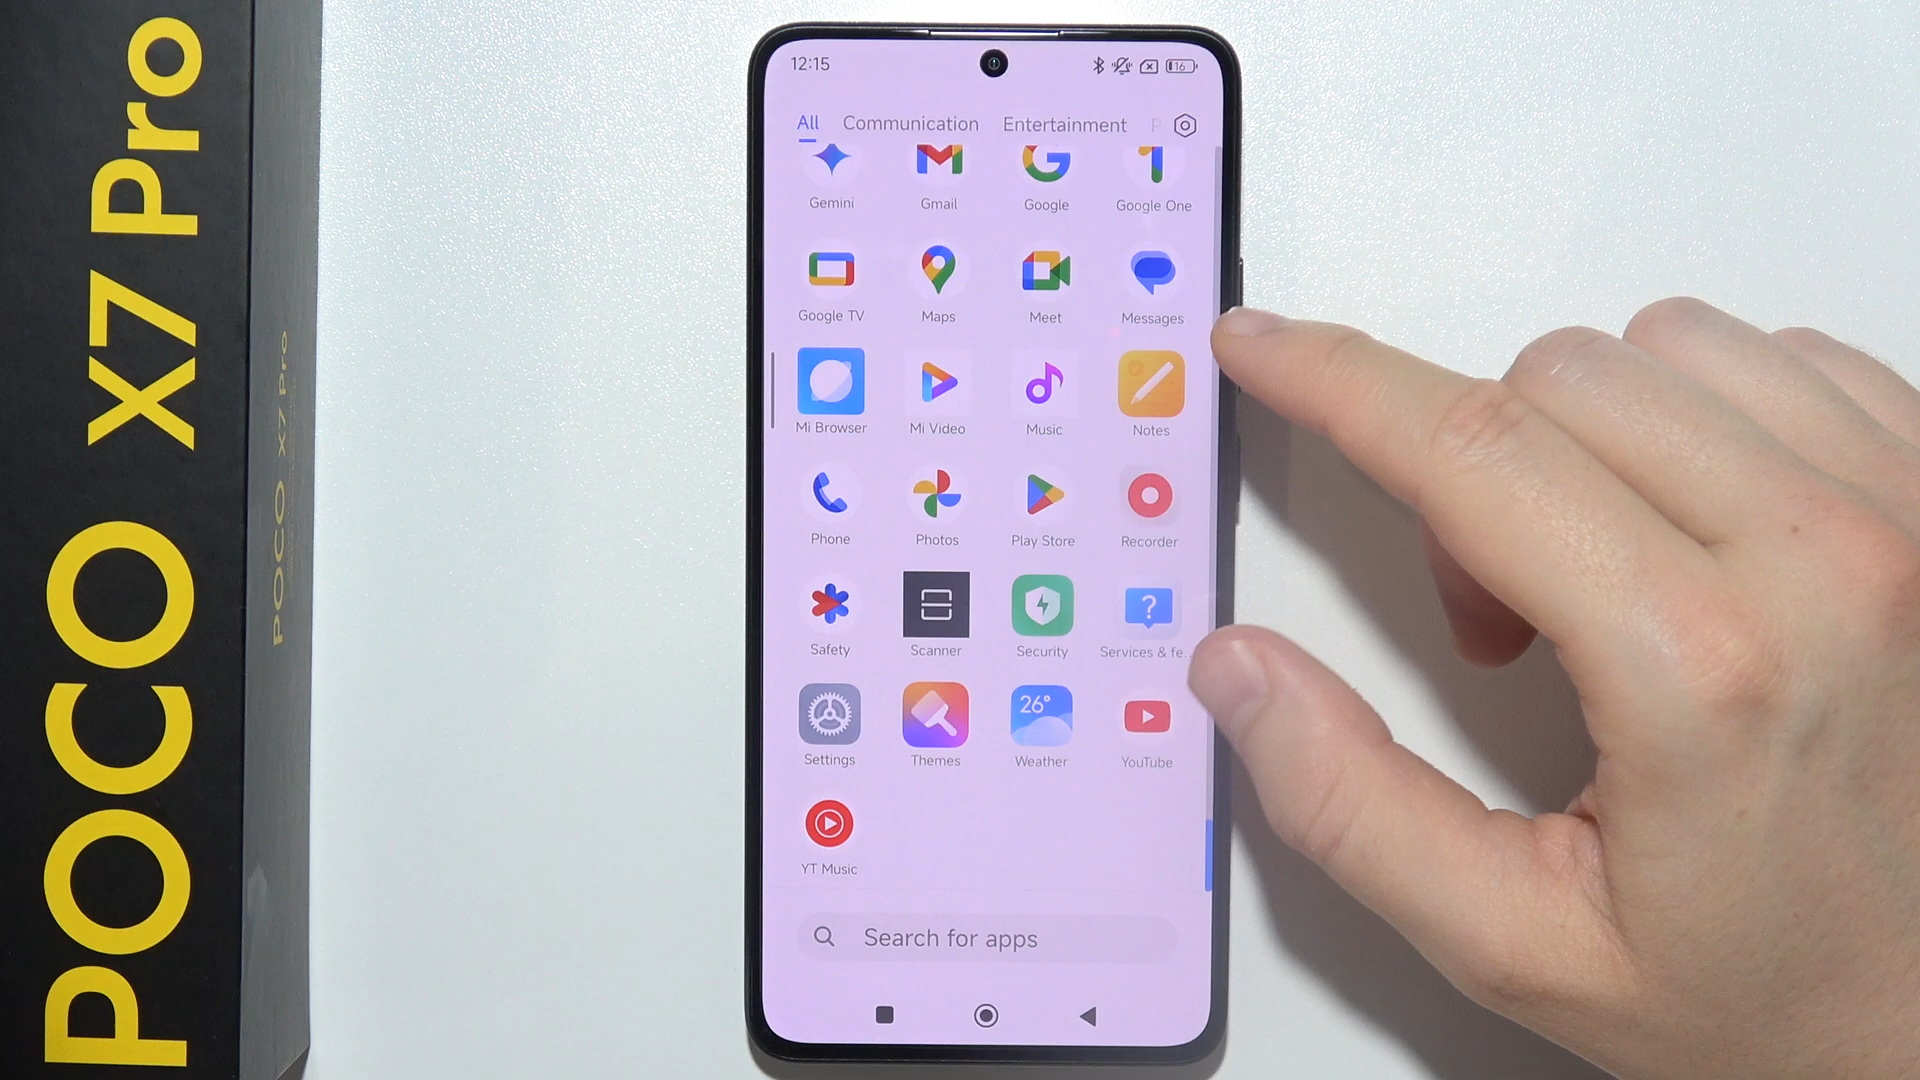 POCO X7 Pro
POCO X7 Pro
12:15
16
All Communication Entertainment P
Gemini Gmail Google Google One
Google TV Maps Meet Messages
Mi Browser Mi Video Music Notes
Phone Photos Play Store Recorder
Safety Scanner Security Services & fe..
26°
Settings Themes Weather YouTube
YT Music
Search for apps